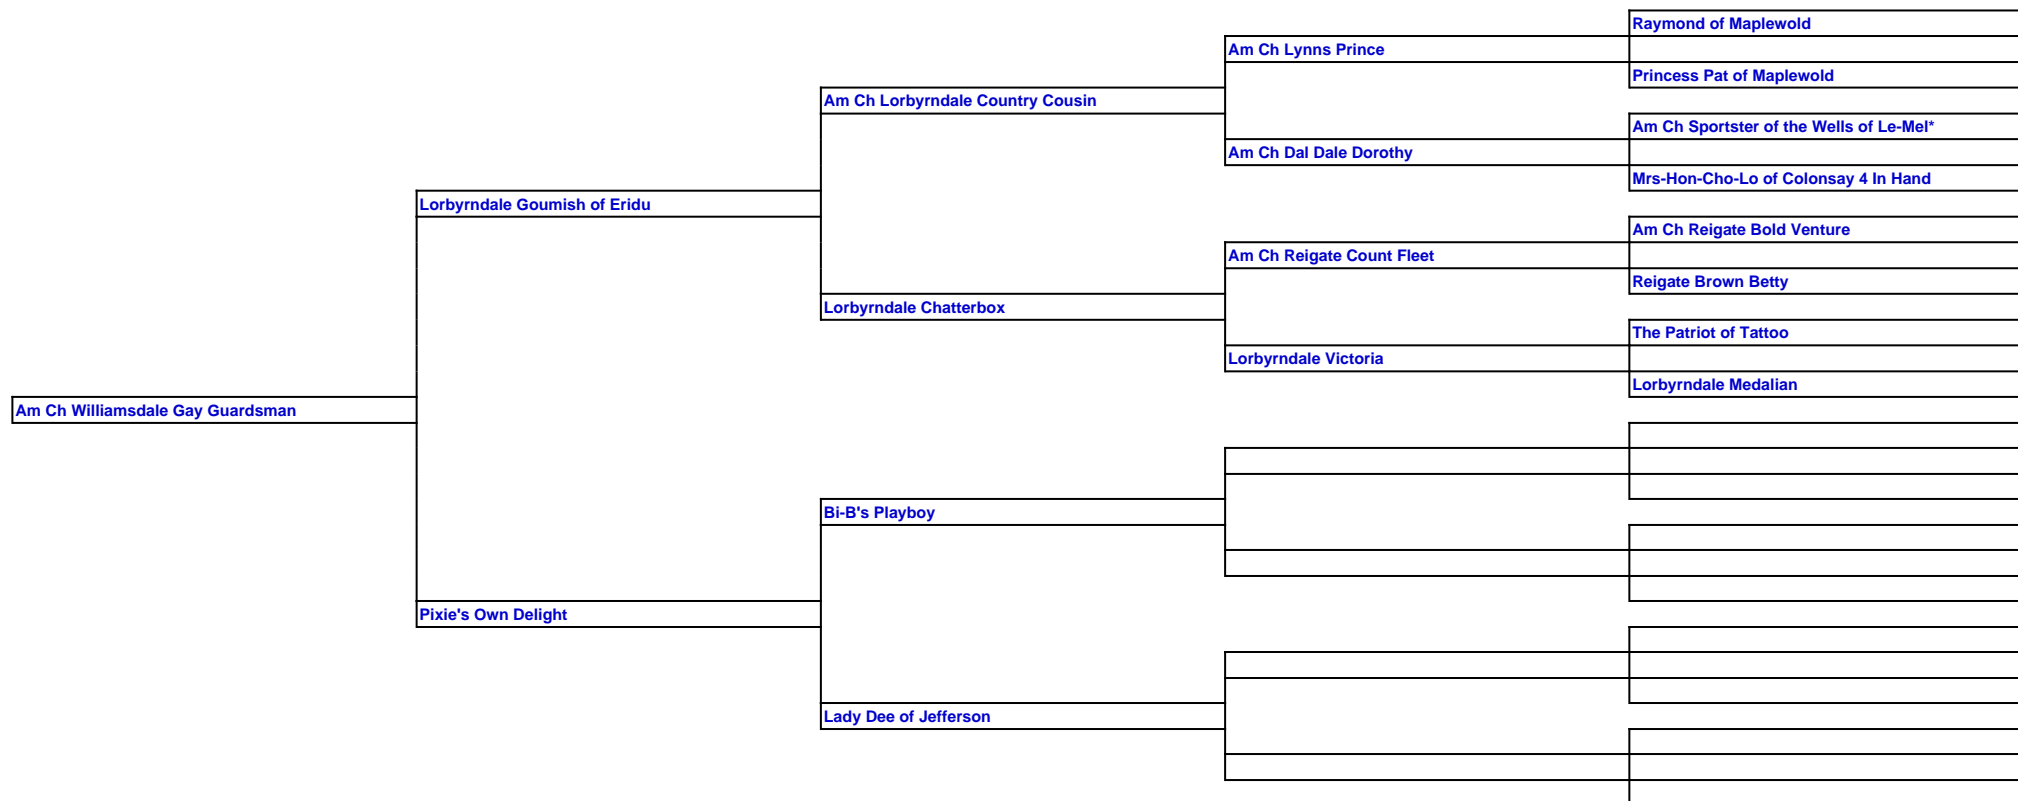 Raymond of Maplewold
Am Ch Lynns Prince
Princess Pat of Maplewold
Am Ch Lorbyrndale Country Cousin
Am Ch Sportster of the Wells of Le-Mel*
Am Ch Dal Dale Dorothy
Mrs-Hon-Cho-Lo of Colonsay 4 In Hand
Lorbyrndale Goumish of Eridu
Am Ch Reigate Bold Venture
Am Ch Reigate Count Fleet
Reigate Brown Betty
Lorbyrndale Chatterbox
The Patriot of Tattoo
Lorbyrndale Victoria
Lorbyrndale Medalian
Am Ch Williamsdale Gay Guardsman
Bi-B's Playboy
Pixie's Own Delight
Lady Dee of Jefferson